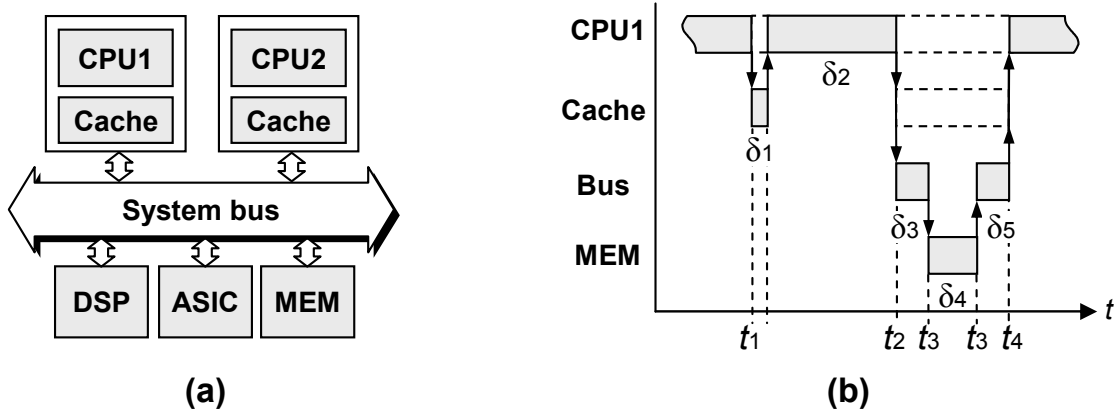 CPU1 CPU2
Cache Cache
System bus
DSP ASIC MEM
(a)
CPU1
δ2
Cache
δ1
Bus
δ3 δ5
MEM
δ4
t
t1 t2 t3 t3 t4
(b)